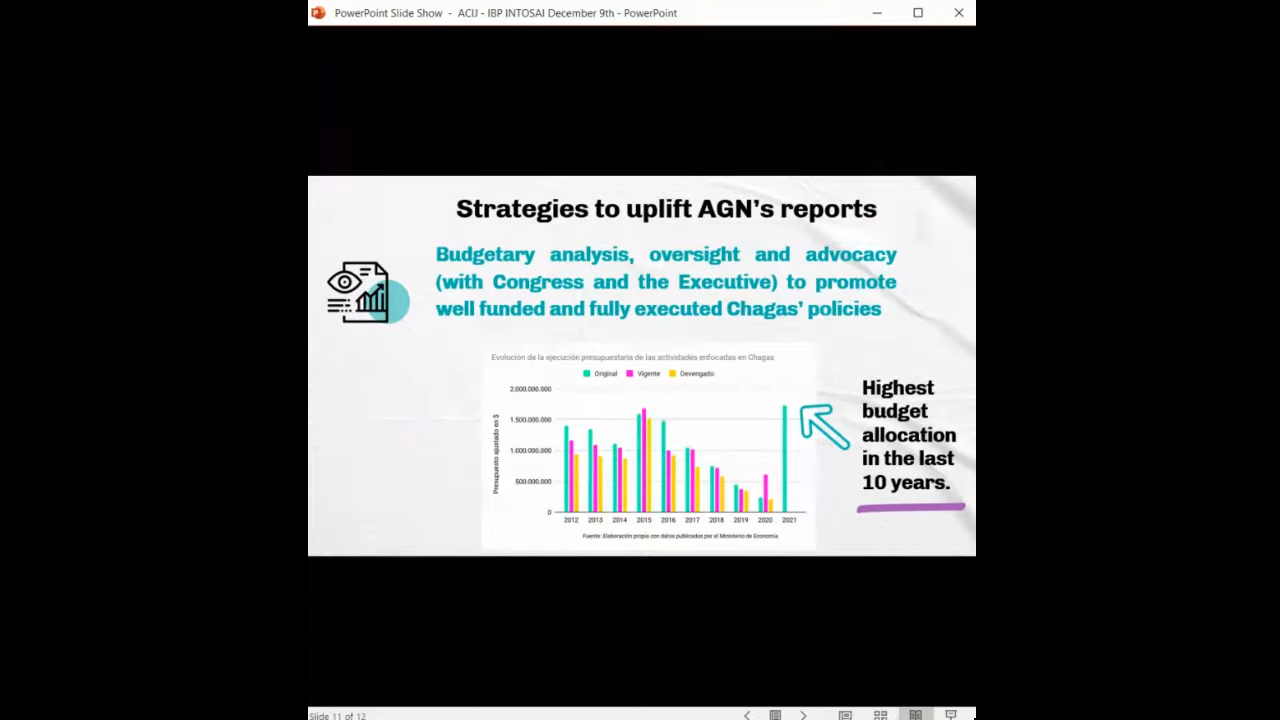 PowerPoint Slide Show - ACIJ - IBP INTOSAI December 9th - PowerPoint
Strategies to uplift AGN's reports
Budgetary analysis, oversight and advocacy
(with Congress and the Executive) to promote
well funded and fully executed Chagas' policies
Evolución de la ejecución presupuestaria de las actividades enfocadas en Chagas
Original Vigente Devengado
Presupuesto ajustado en $
2.000.000.000
1.500.000.000
1.000.000.000
500.000.000
0
2012 2013 2014 2015 2016 2017 2018 2019 2020 2021
Fuente: Elaboración propia con datos publicados por el Ministerio de Economía
Highest
budget
allocation
in the last
10 years.
Slide 11 of 12